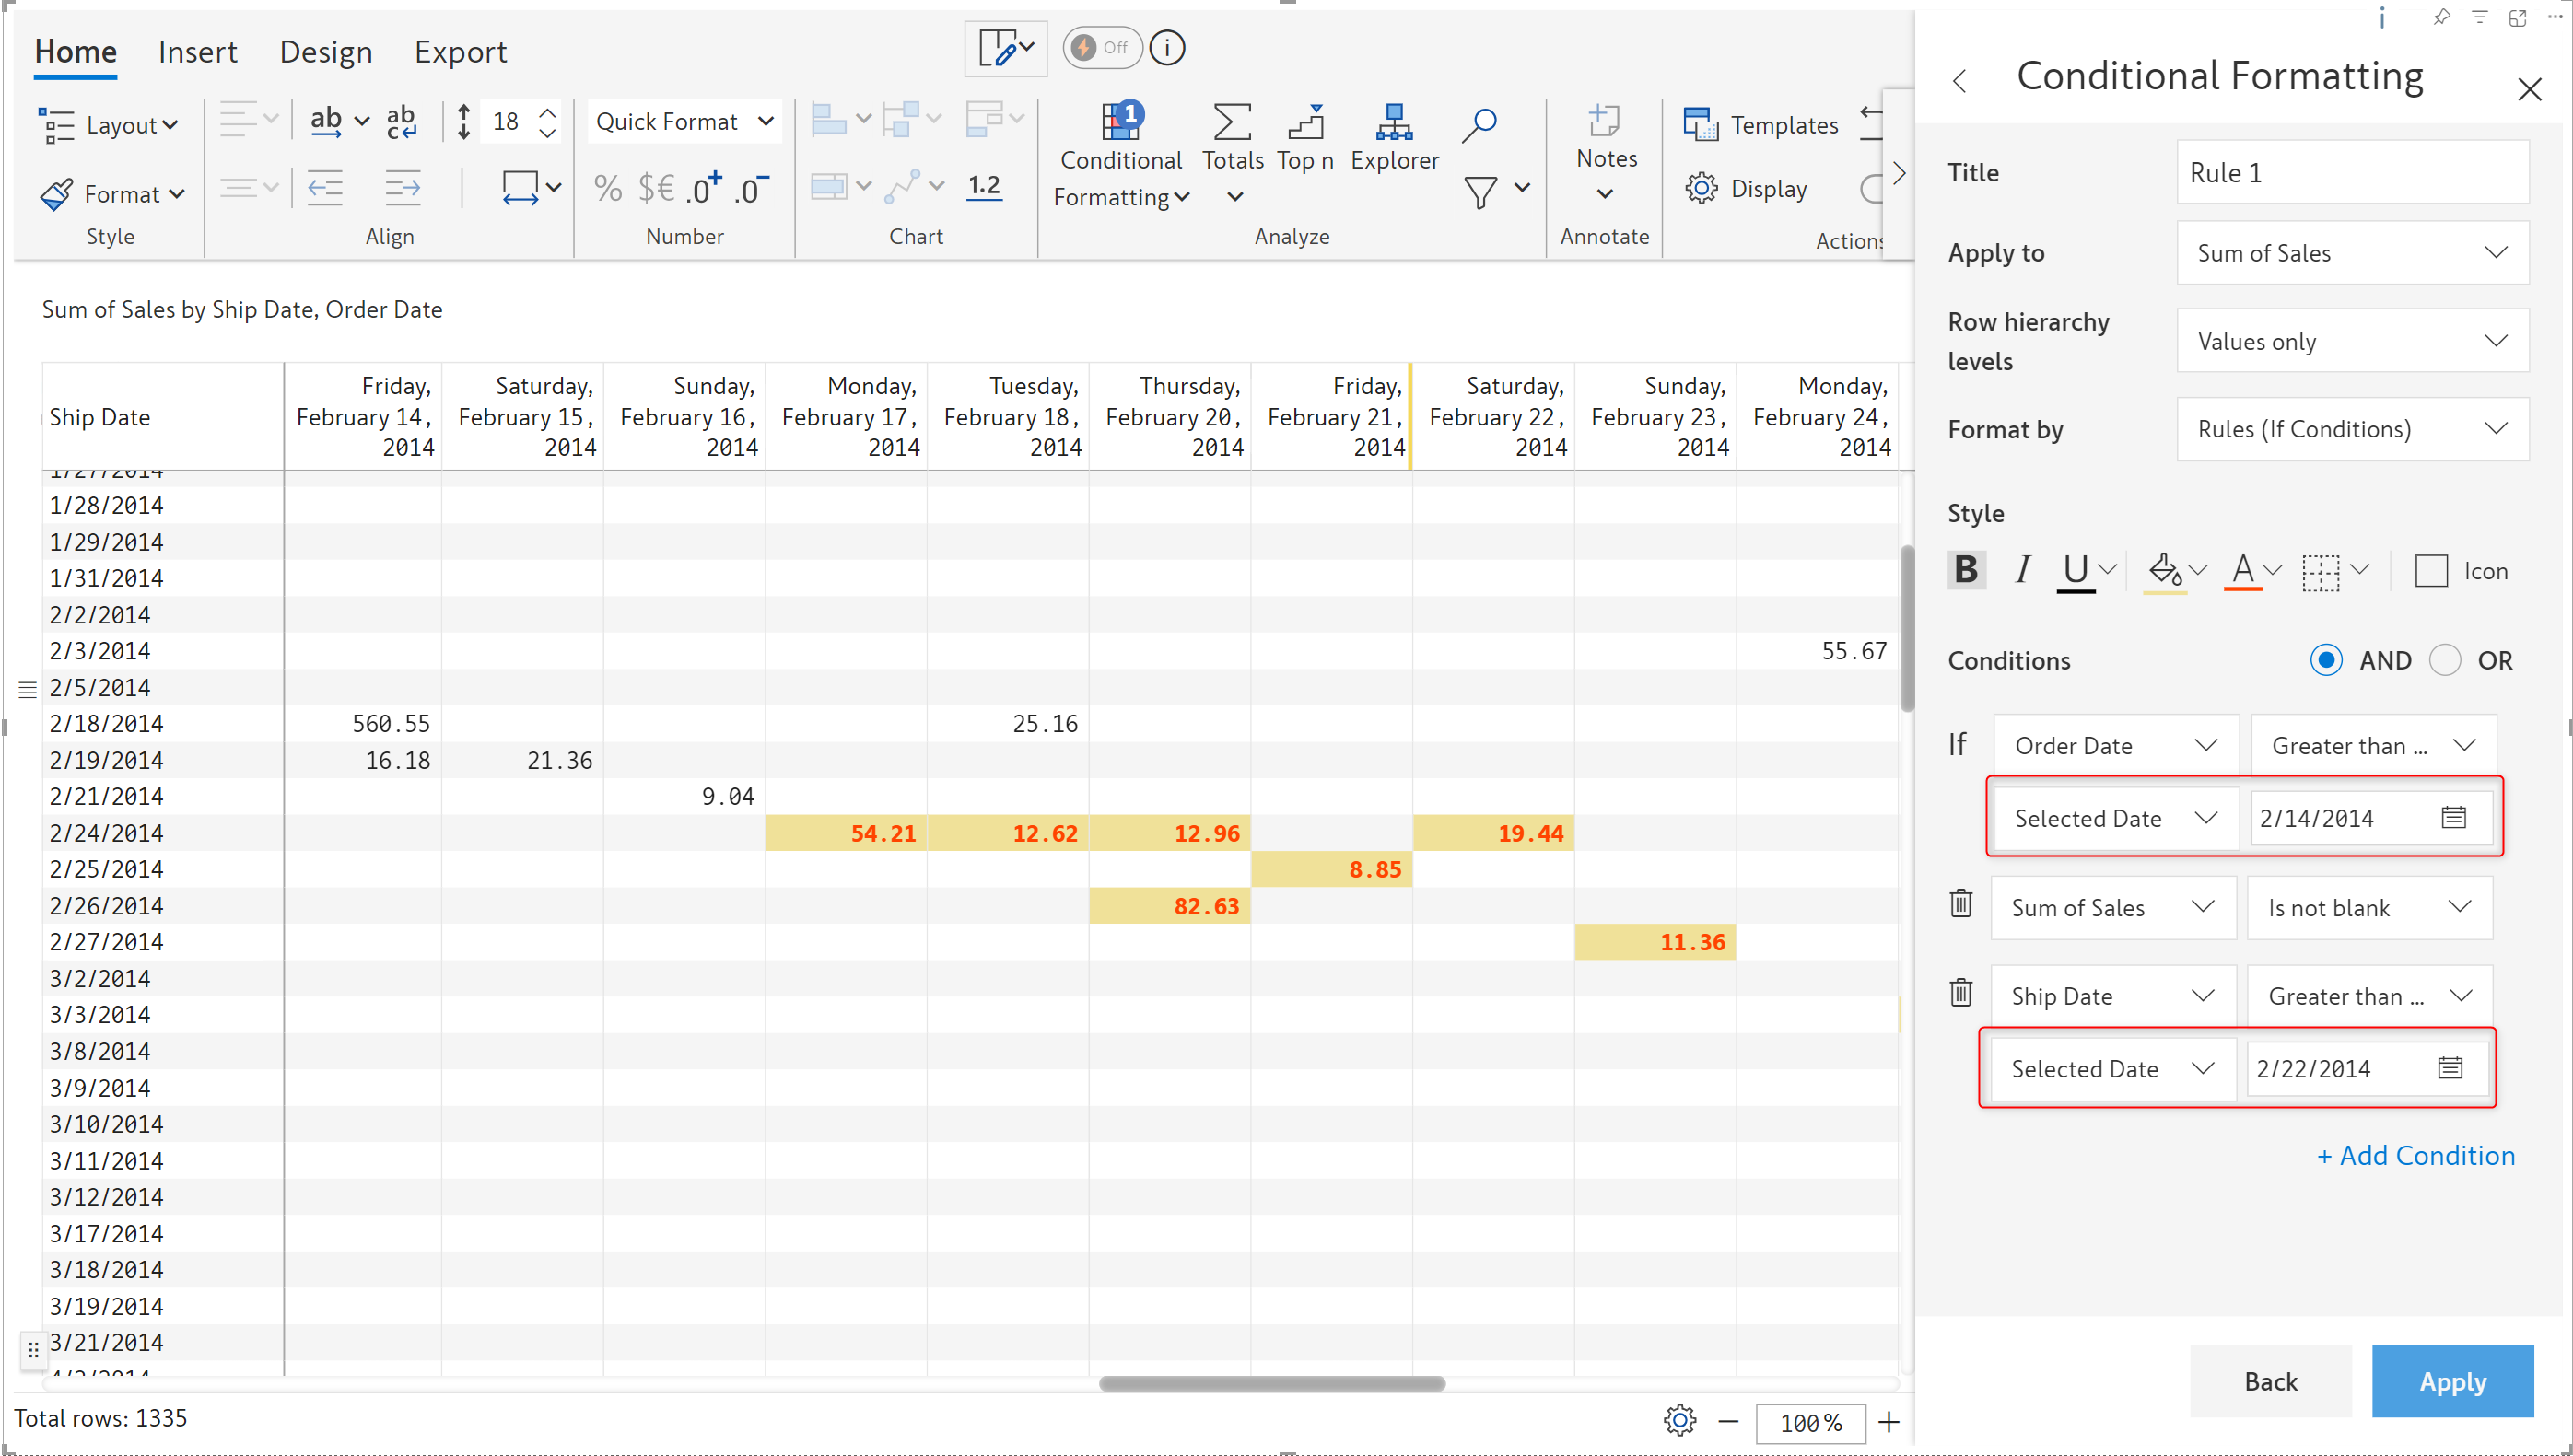 Home Insert Design Export Off i
Layout ab ab 18 Quick Format 1 Templates
c
Conditional Totals Top n Explorer Notes
Format % $€ .0+ .0- 1.2 Formatting Display
Style Align Number Chart Analyze Annotate Actions
Sum of Sales by Ship Date, Order Date
Ship Date
Friday, February 14, 2014
Saturday, February 15, 2014
Sunday, February 16, 2014
Monday, February 17, 2014
Tuesday, February 18, 2014
Thursday, February 20, 2014
Friday, February 21, 2014
Saturday, February 22, 2014
Sunday, February 23, 2014
Monday, February 24, 2014
1/27/2014
1/28/2014
1/29/2014
1/31/2014
2/2/2014
2/3/2014 55.67
2/5/2014
2/18/2014 560.55 25.16
2/19/2014 16.18 21.36
2/21/2014 9.04
2/24/2014 54.21 12.62 12.96 19.44
2/25/2014 8.85
2/26/2014 82.63
2/27/2014 11.36
3/2/2014
3/3/2014
3/8/2014
3/9/2014
3/10/2014
3/11/2014
3/12/2014
3/17/2014
3/18/2014
3/19/2014
3/21/2014
Total rows: 1335 100%
Conditional Formatting
Title Rule 1
Apply to Sum of Sales
Row hierarchy
levels Values only
Format by Rules (If Conditions)
Style
B I U A Icon
Conditions AND OR
If Order Date Greater than ...
Selected Date 2/14/2014
Sum of Sales Is not blank
Ship Date Greater than ...
Selected Date 2/22/2014
+ Add Condition
Back Apply